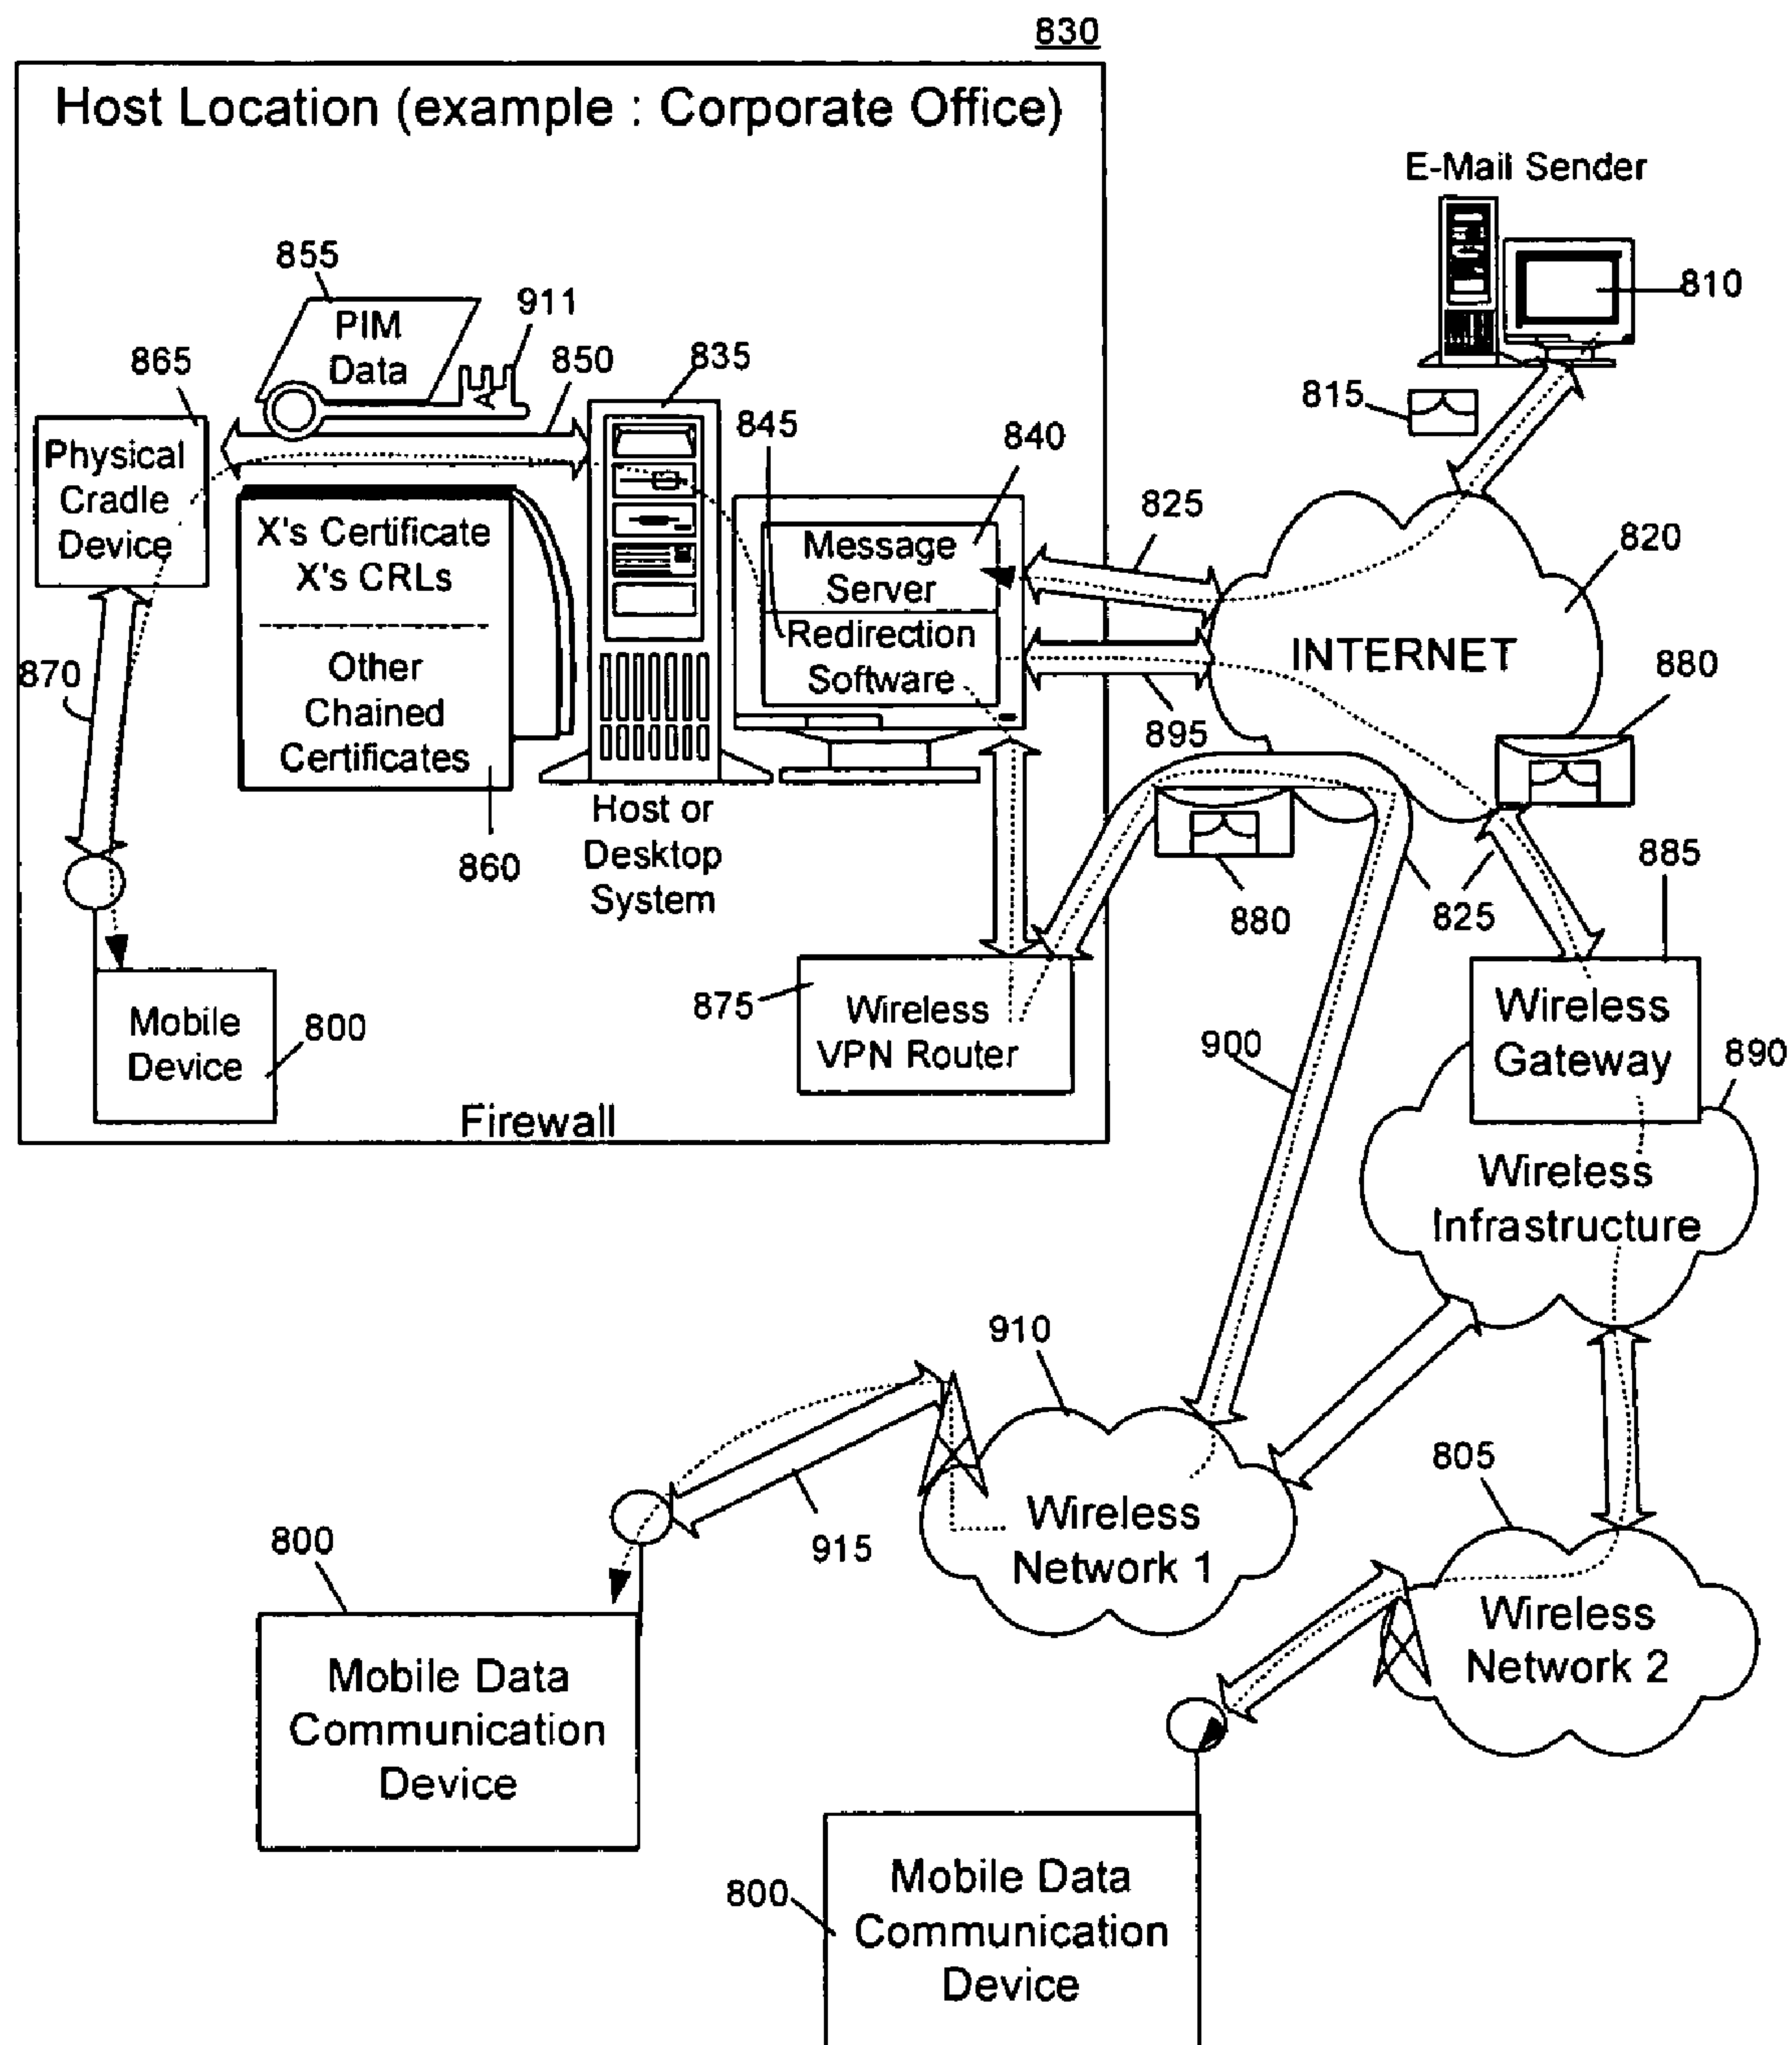 830
Host Location (example : Corporate Office)
E-Mail Sender
810
815
855
PIM
Data
911
865
850
835
845
840
825
820
Physical
Cradle
Device
X's Certificate
X's CRLs
Other
Chained
Certificates
860
870
Message
Server
Redirection
Software
INTERNET
880
895
Host or
Desktop
System
880
825
885
Mobile
Device
800
875
Wireless
VPN Router
900
Wireless
Gateway
890
Firewall
Wireless
Infrastructure
910
915
Wireless
Network 1
805
Wireless
Network 2
800
Mobile Data
Communication
Device
800
Mobile Data
Communication
Device